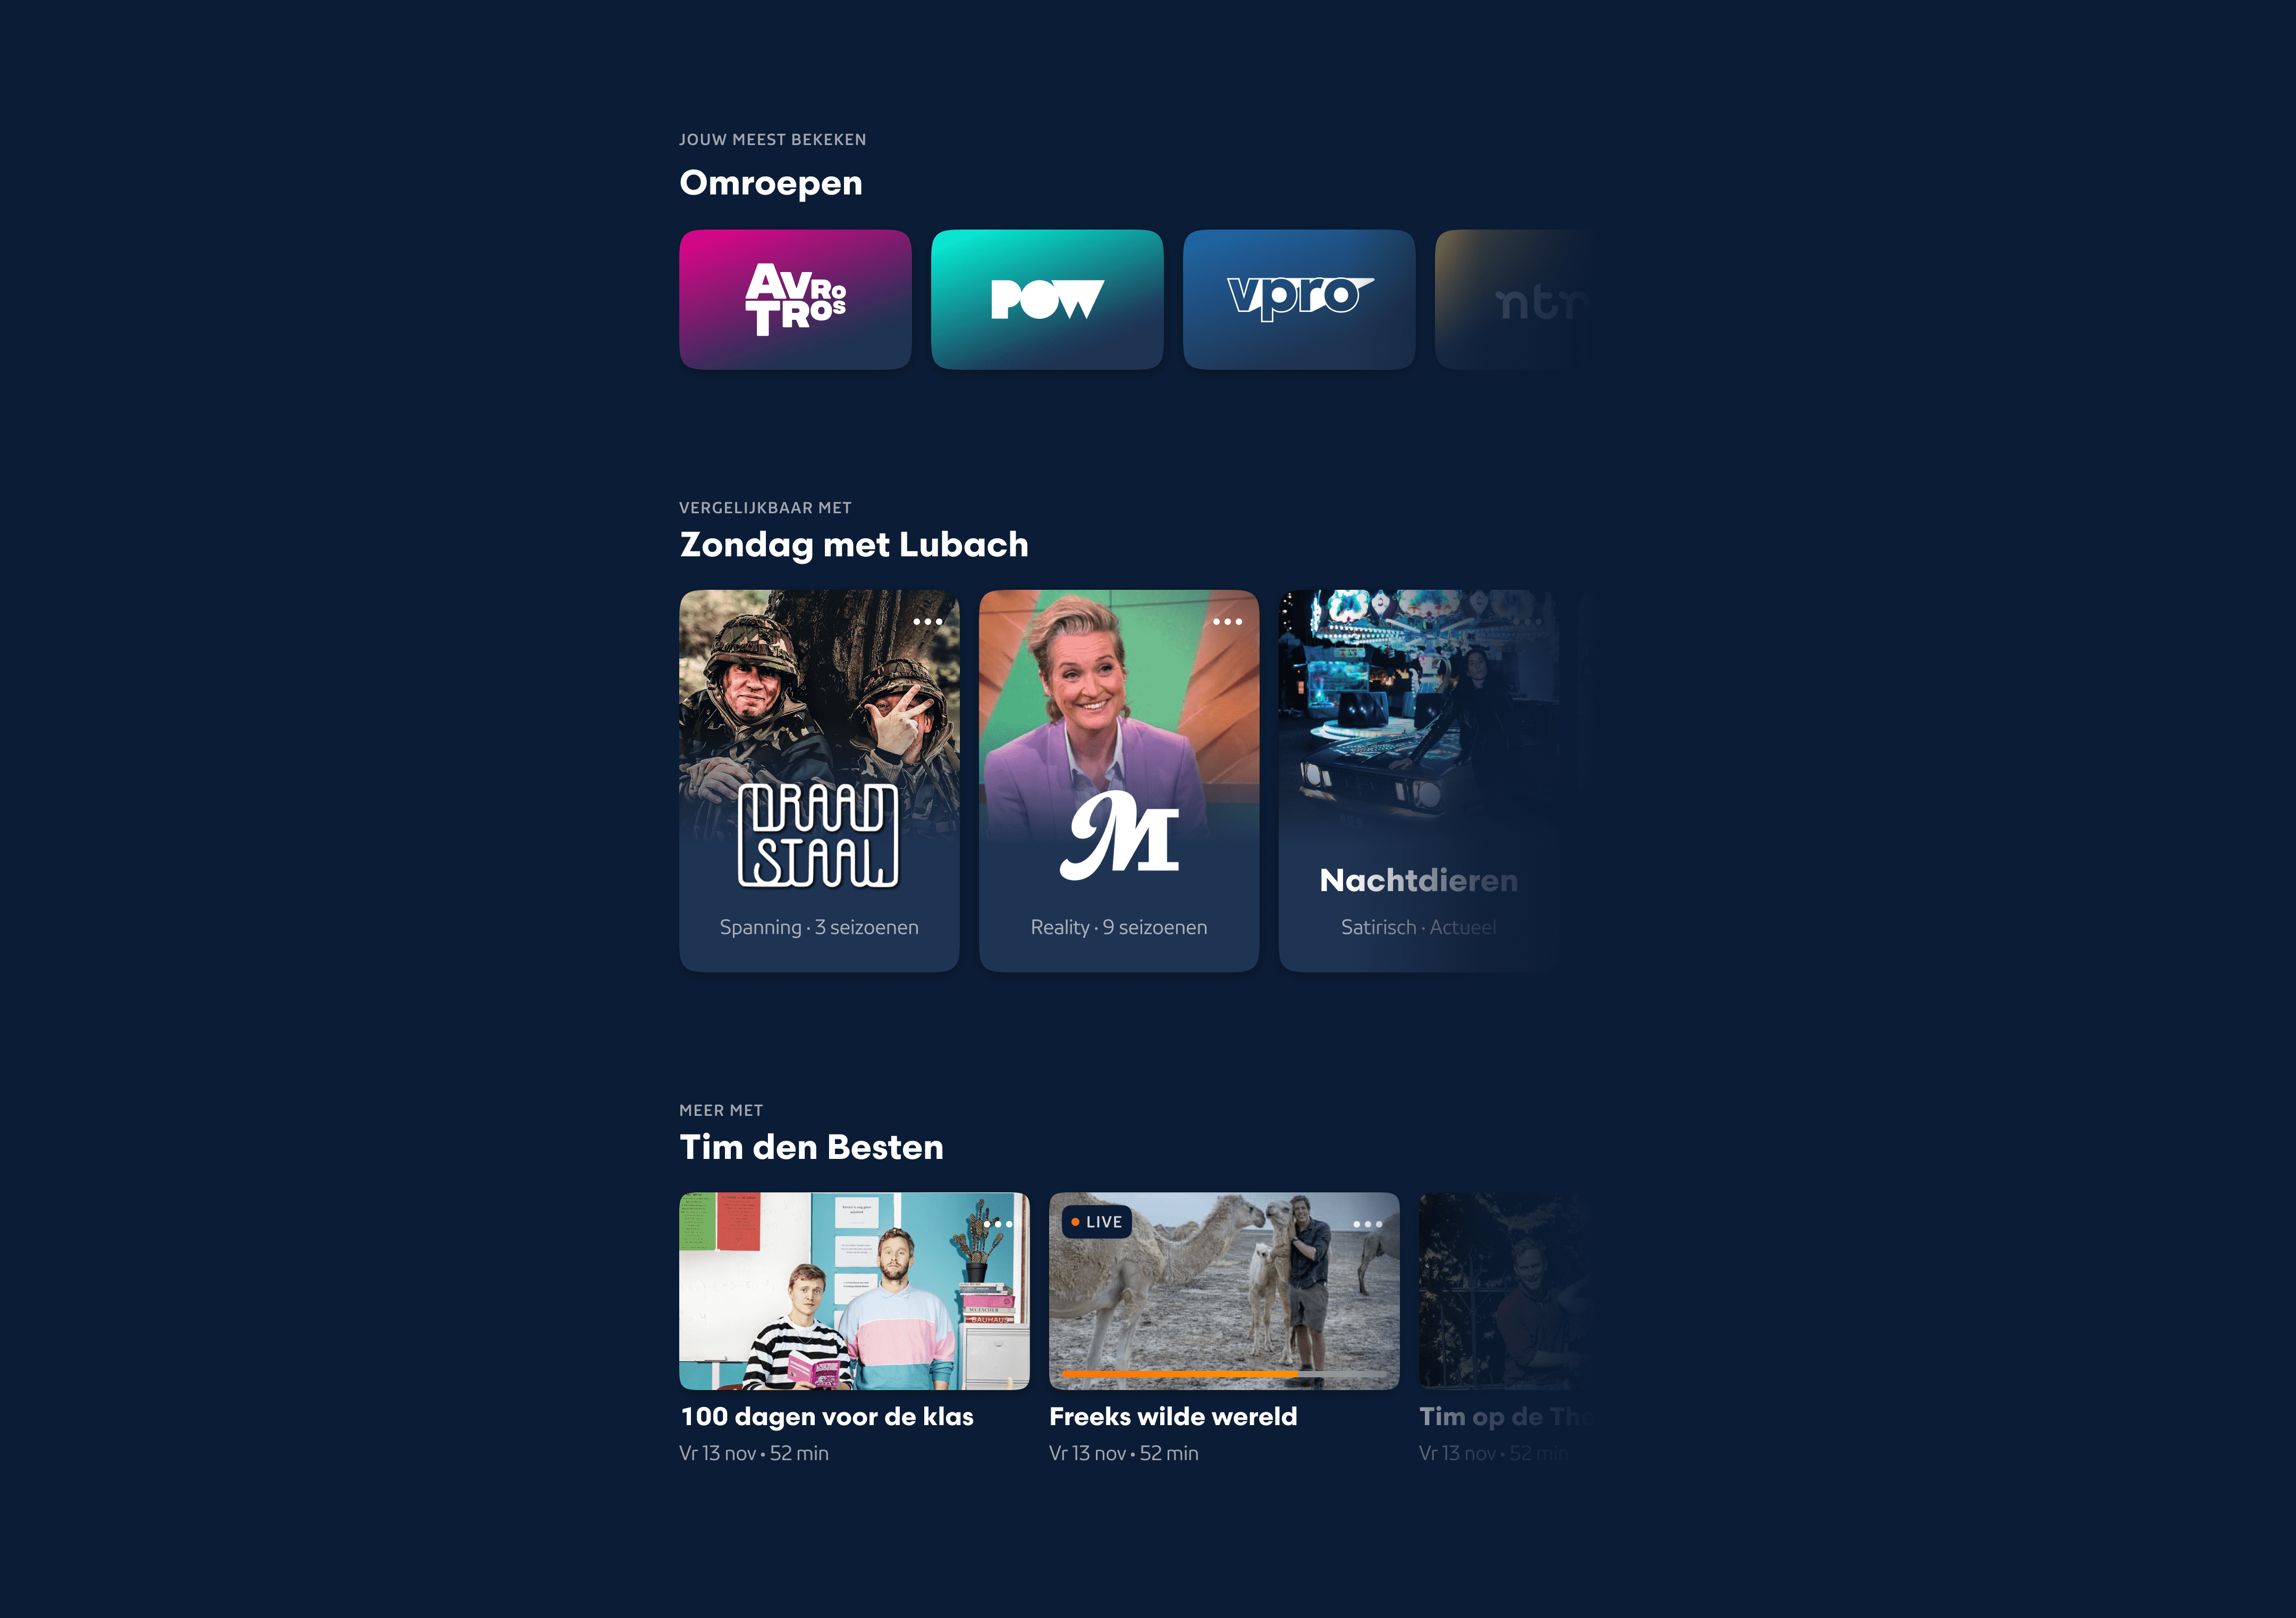 JOUW MEEST BEKEKEN
Omroepen
AVRO
TROS
POW
vpro
ntr
VERGELIJKBAAR MET
Zondag met Lubach
DRAAD
STAAL
Spanning · 3 seizoenen
M
Reality · 9 seizoenen
Nachtdieren
Satirisch · Actueel
MEER MET
Tim den Besten
BAUHAUS
100 dagen voor de klas
Vr 13 nov • 52 min
LIVE
Freeks wilde wereld
Vr 13 nov • 52 min
Tim op de The
Vr 13 nov • 52 min